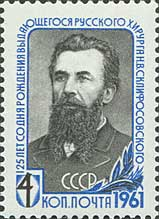 125 ЛЕТ СО ДНЯ РОЖДЕНИЯ ВЫДАЮЩЕГОСЯ РУССКОГО ХИРУРГА Н.В.СКЛИФОСОВСКОГО
СССР
4 КОП. ПОЧТА 1961